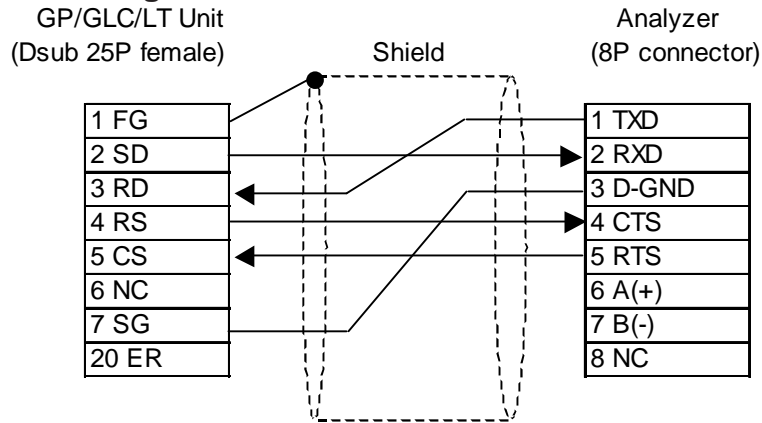 GP/GLC/LT Unit
(Dsub 25P female)
Shield
Analyzer
(8P connector)
1 FG
2 SD
3 RD
4 RS
5 CS
6 NC
7 SG
20 ER
1 TXD
2 RXD
3 D-GND
4 CTS
5 RTS
6 A(+)
7 B(-)
8 NC